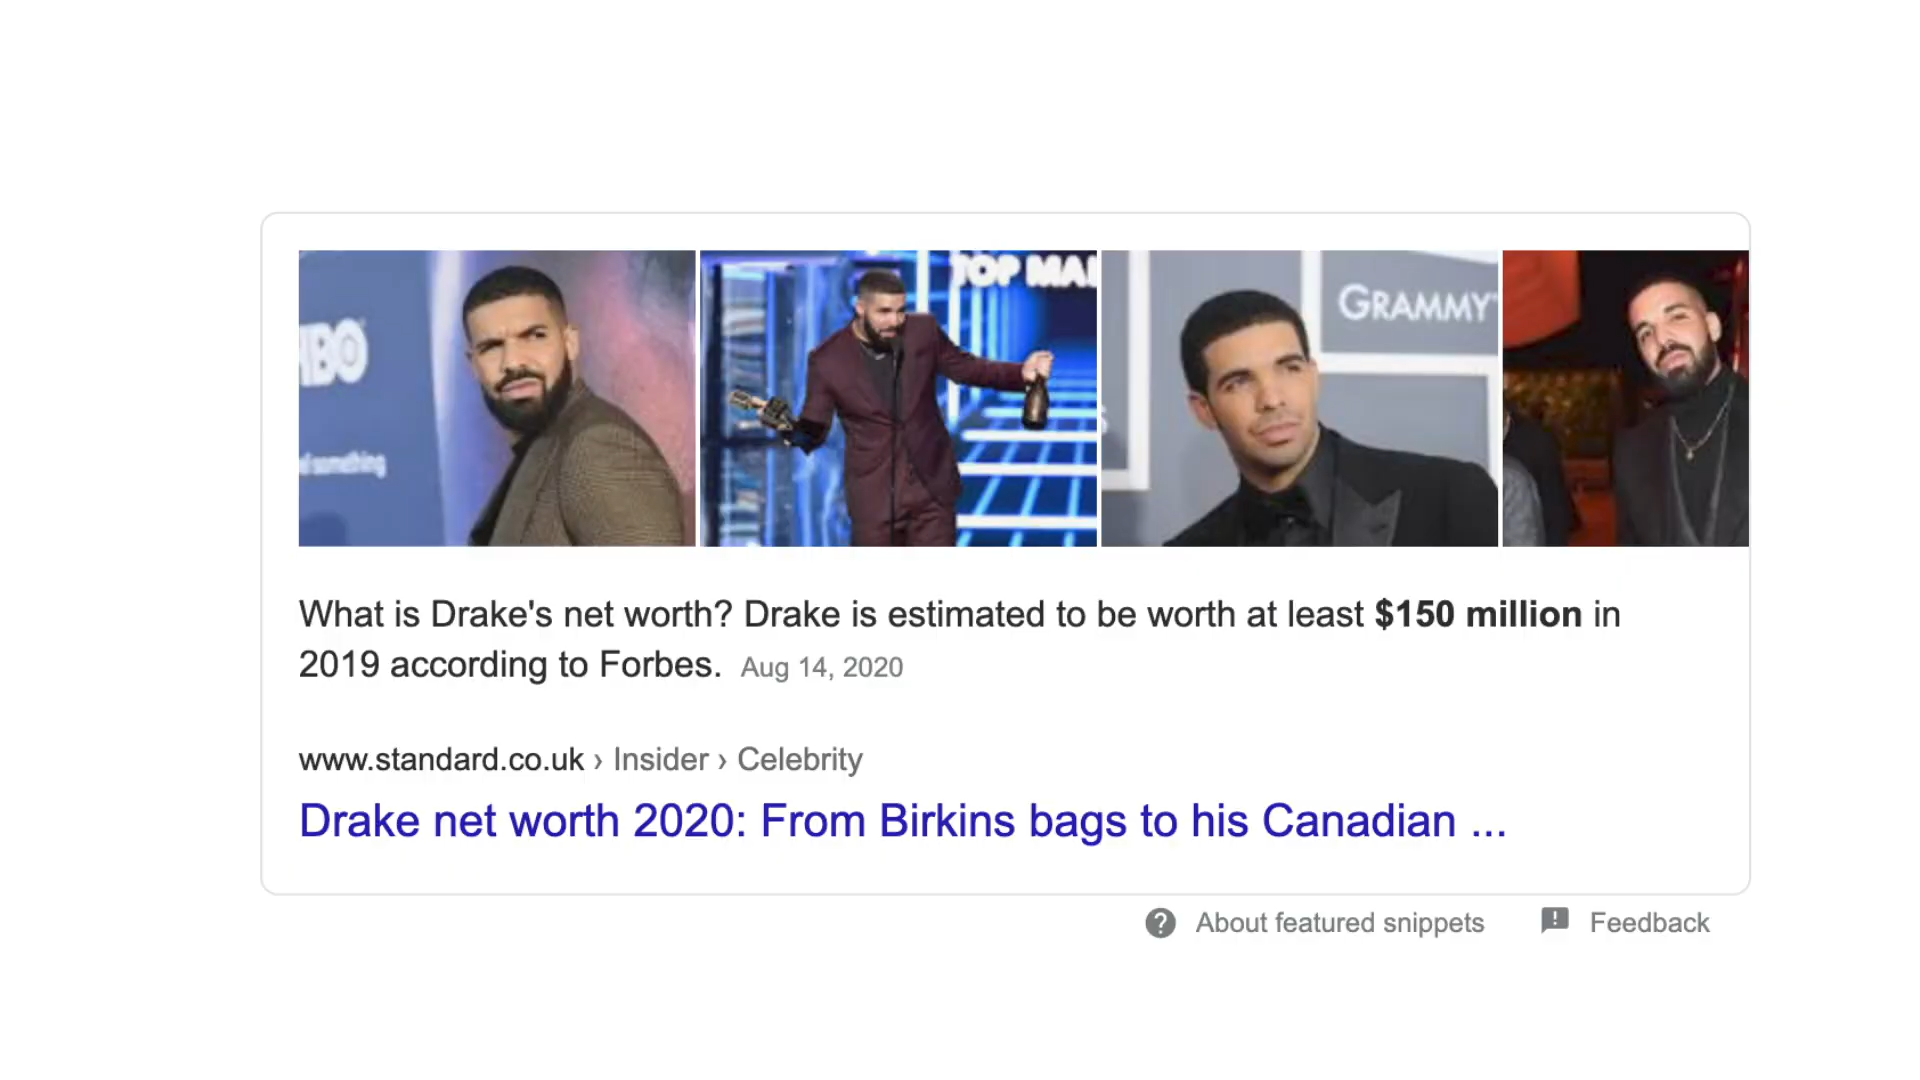 HBO
of something
TOP MA
GRAMMY
What is Drake's net worth? Drake is estimated to be worth at least $150 million in
2019 according to Forbes. Aug 14, 2020
www.standard.co.uk › Insider › Celebrity
Drake net worth 2020: From Birkins bags to his Canadian ...
About featured snippets
Feedback